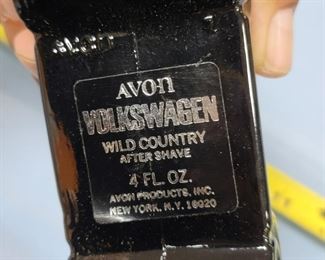 AVON
VOLKSWAGEN
WILD COUNTRY
AFTER SHAVE
4 FL. OZ.
AVON PRODUCTS, INC.
NEW YORK, N.Y. 10020